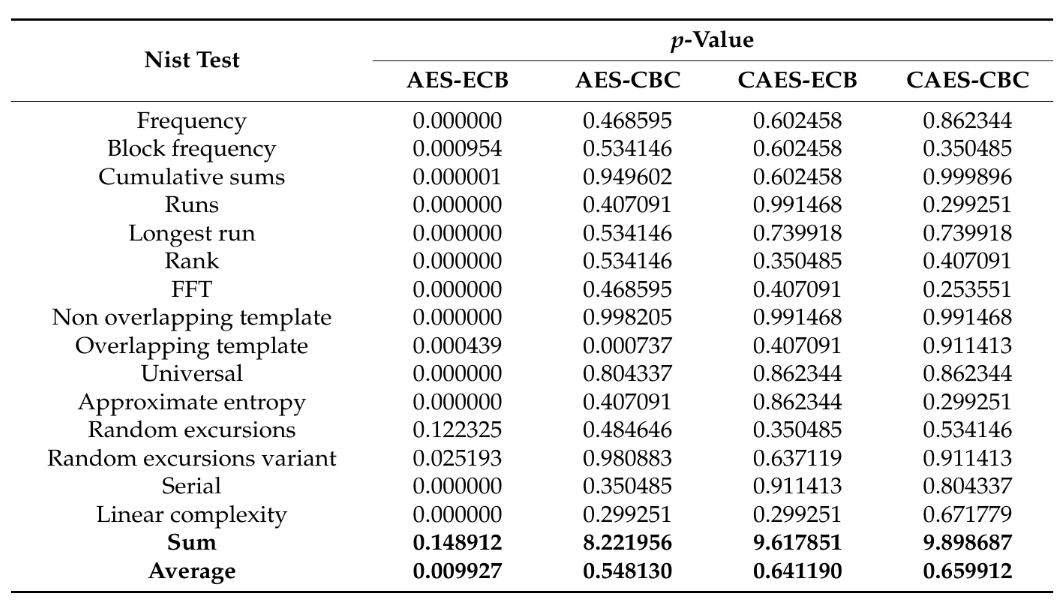 Nist Test p-Value
AES-ECB AES-CBC CAES-ECB CAES-CBC
Frequency 0.000000 0.468595 0.602458 0.862344
Block frequency 0.000954 0.534146 0.602458 0.350485
Cumulative sums 0.000001 0.949602 0.602458 0.999896
Runs 0.000000 0.407091 0.991468 0.299251
Longest run 0.000000 0.534146 0.739918 0.739918
Rank 0.000000 0.534146 0.350485 0.407091
FFT 0.000000 0.468595 0.407091 0.253551
Non overlapping template 0.000000 0.998205 0.991468 0.991468
Overlapping template 0.000439 0.000737 0.407091 0.911413
Universal 0.000000 0.804337 0.862344 0.862344
Approximate entropy 0.000000 0.407091 0.862344 0.299251
Random excursions 0.122325 0.484646 0.350485 0.534146
Random excursions variant 0.025193 0.980883 0.637119 0.911413
Serial 0.000000 0.350485 0.911413 0.804337
Linear complexity 0.000000 0.299251 0.299251 0.671779
Sum 0.148912 8.221956 9.617851 9.898687
Average 0.009927 0.548130 0.641190 0.659912